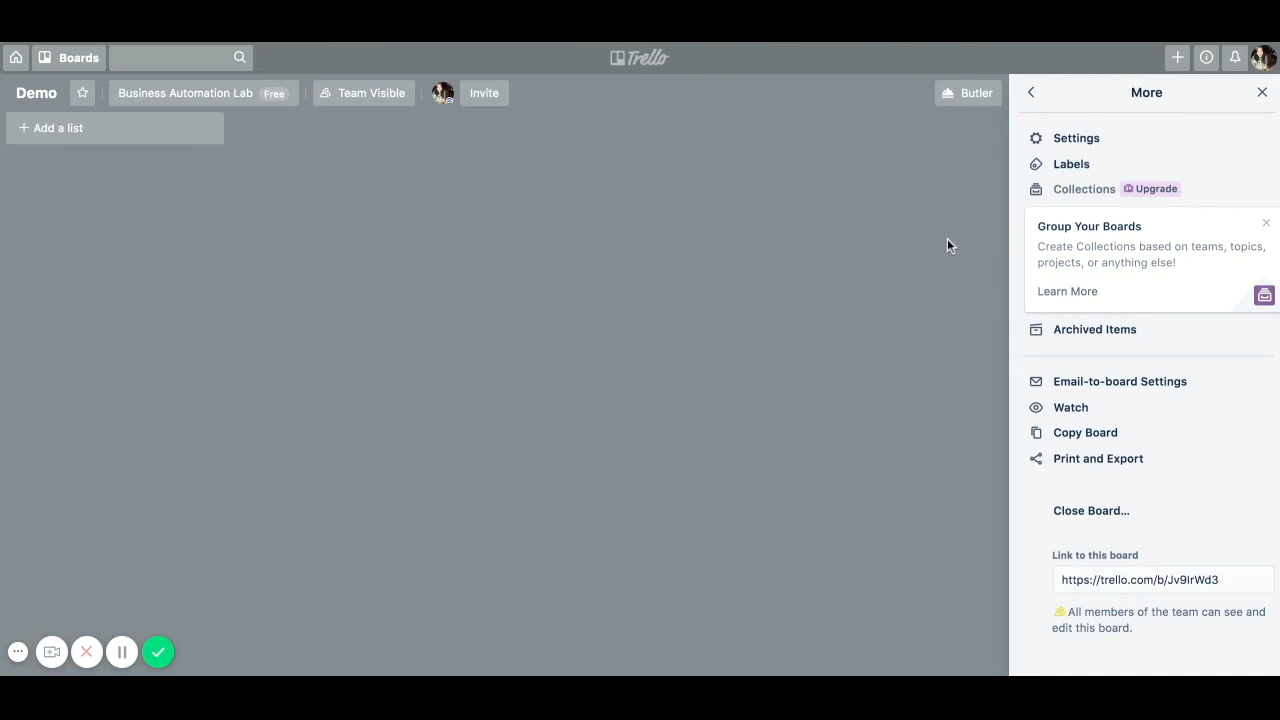 Boards
Trello
Demo
Business Automation Lab Free
Team Visible
Invite
Butler
+ Add a list
More
Settings
Labels
Collections Upgrade
Group Your Boards
Create Collections based on teams, topics,
projects, or anything else!
Learn More
Archived Items
Email-to-board Settings
Watch
Copy Board
Print and Export
Close Board...
Link to this board
https://trello.com/b/Jv9IrWd3
All members of the team can see and
edit this board.